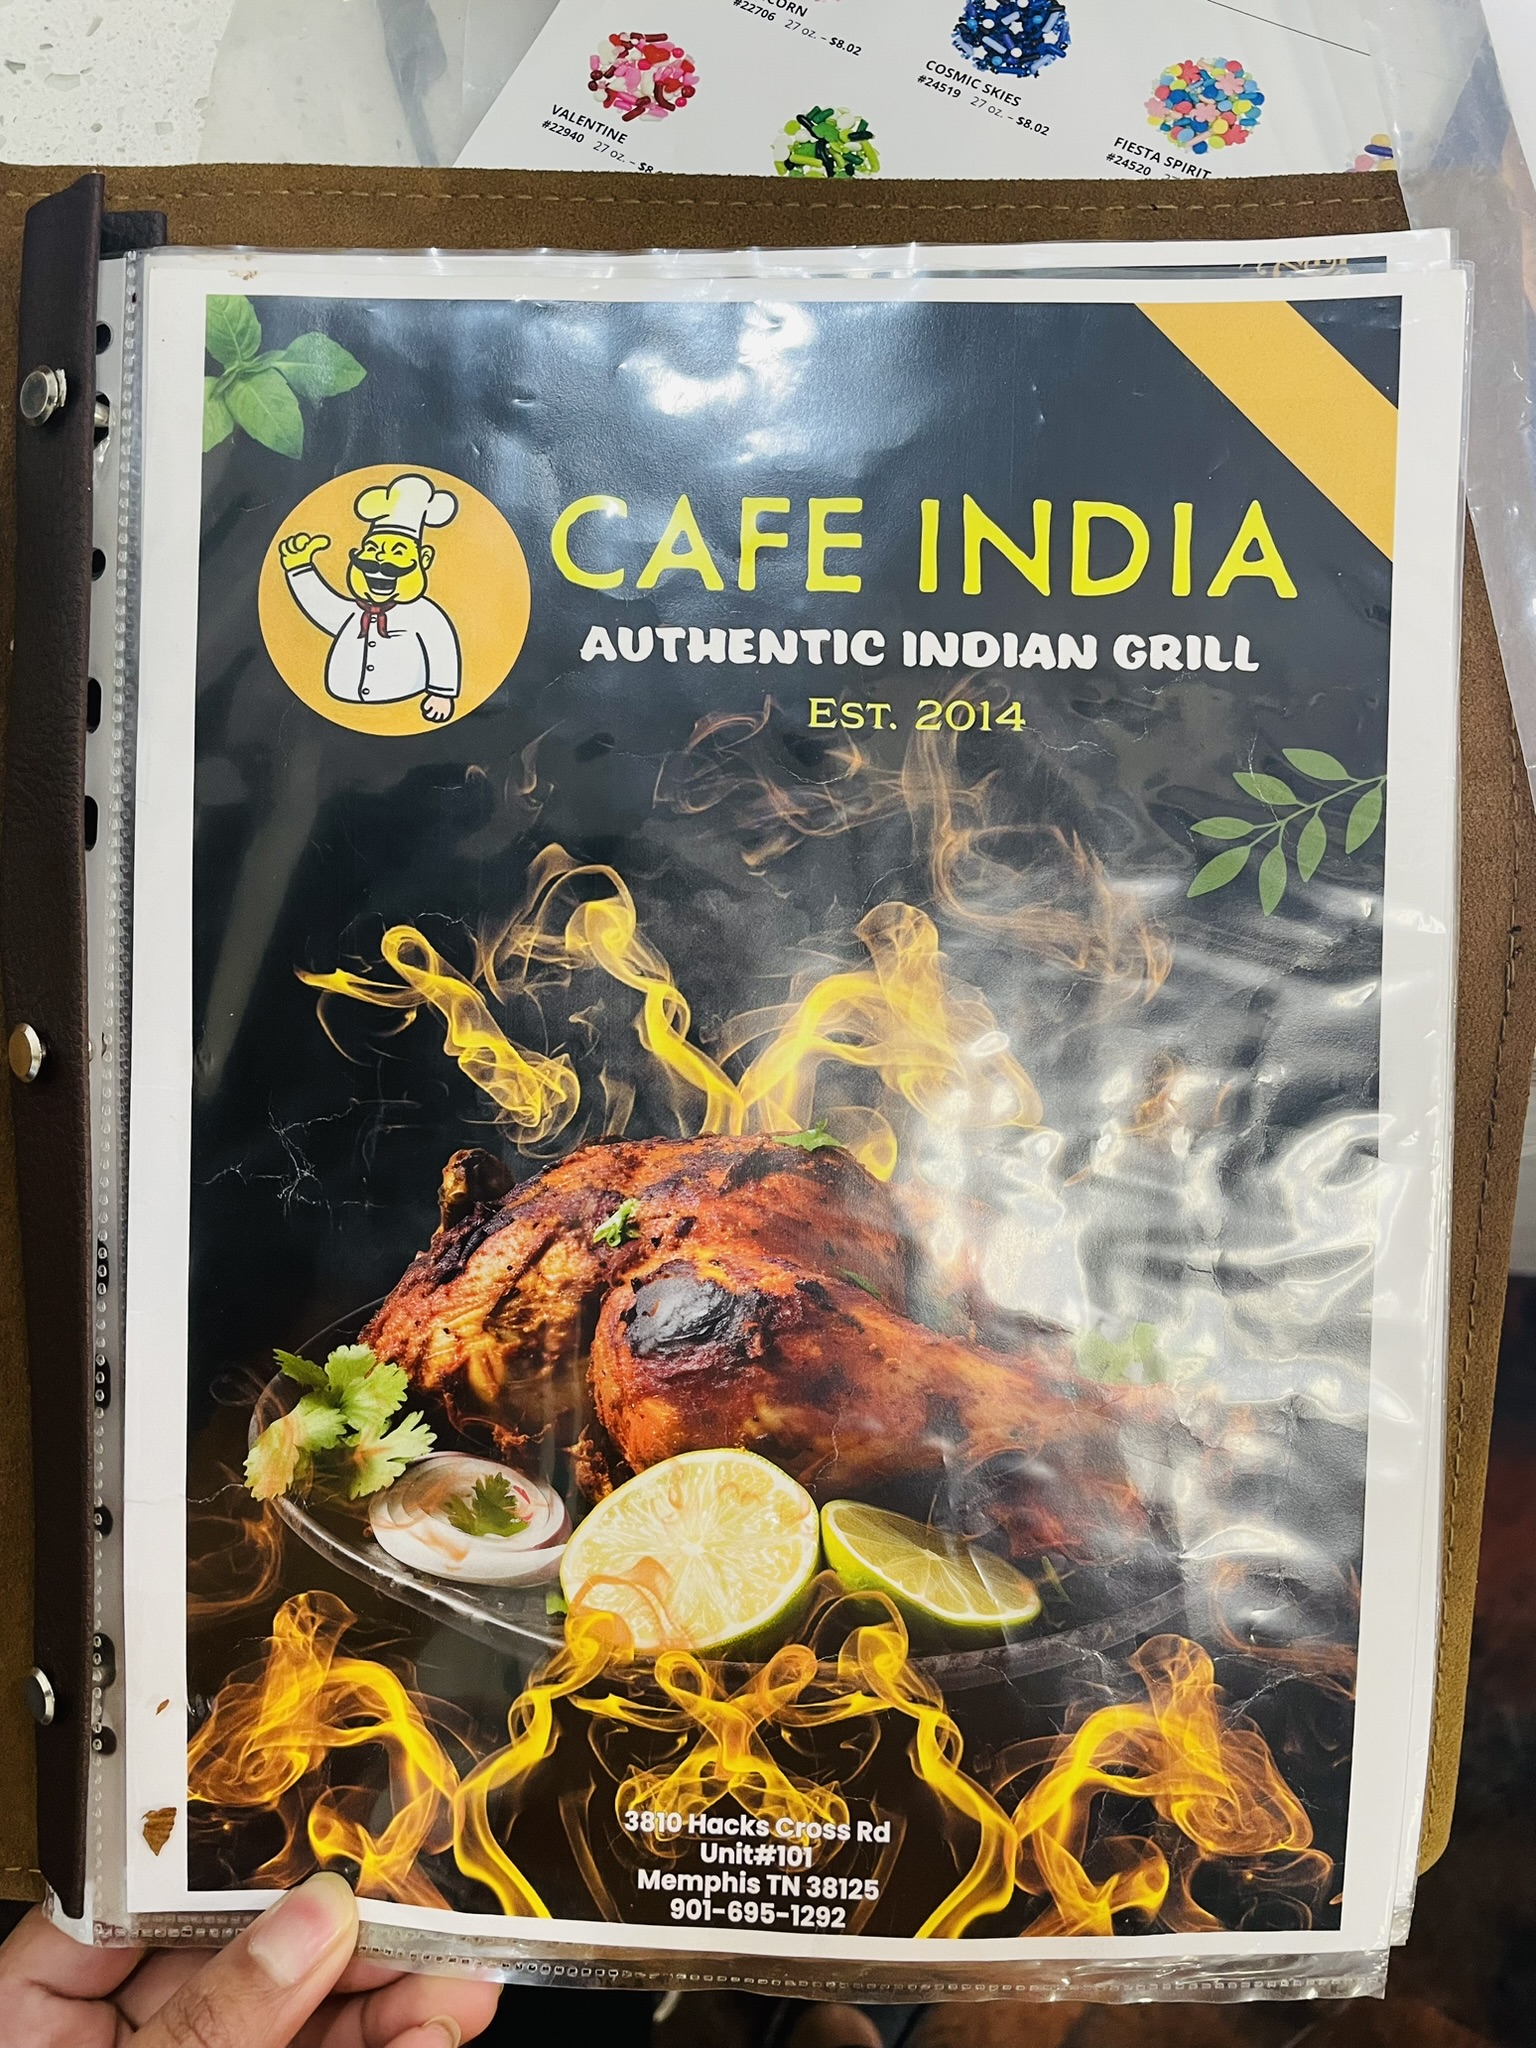 #22706 27 oz. – $8.02
VALENTINE
#22940 27 oz. –
COSMIC SKIES
#24519 27 oz. – $8.02
FIESTA SPIRIT
#24520
CAFE INDIA
AUTHENTIC INDIAN GRILL
EST. 2014
3810 Hacks Cross Rd
Unit#101
Memphis TN 38125
901-695-1292